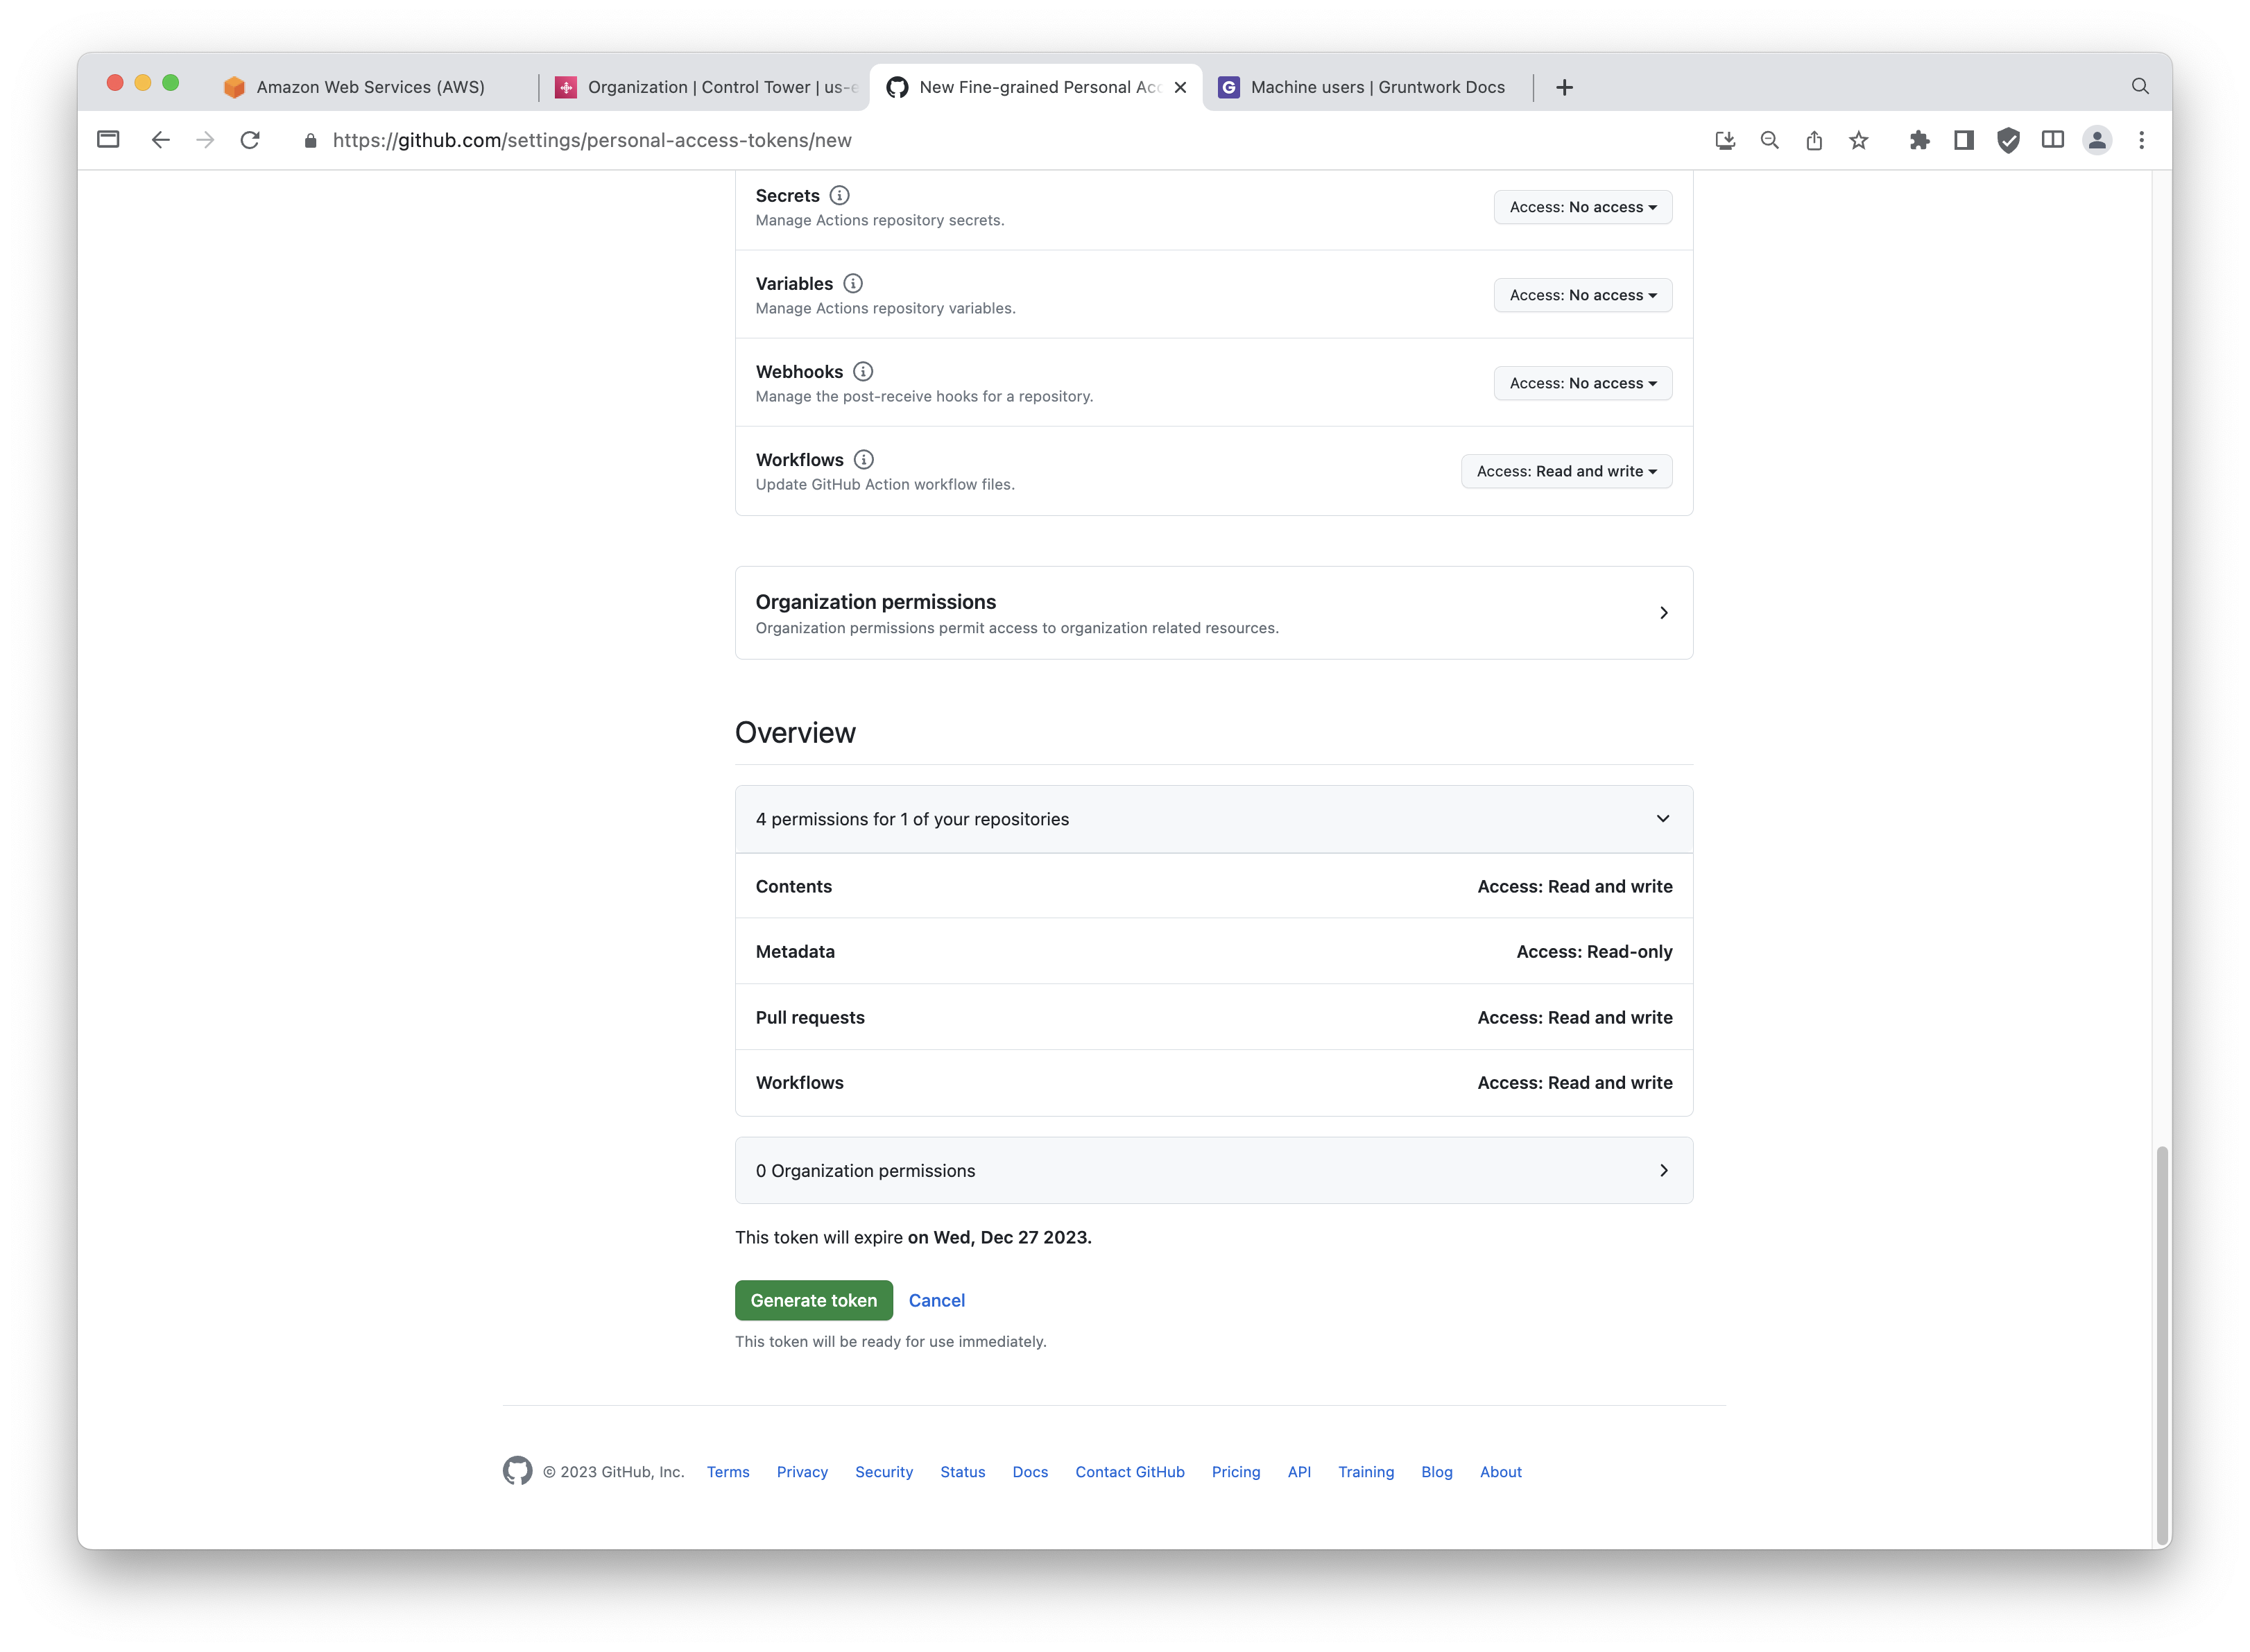 Amazon Web Services (AWS)
Organization | Control Tower | us-e
New Fine-grained Personal Acc
Machine users | Gruntwork Docs
https://github.com/settings/personal-access-tokens/new
Secrets
Manage Actions repository secrets.
Access: No access
Variables
Manage Actions repository variables.
Access: No access
Webhooks
Manage the post-receive hooks for a repository.
Access: No access
Workflows
Update GitHub Action workflow files.
Access: Read and write
Organization permissions
Organization permissions permit access to organization related resources.
Overview
4 permissions for 1 of your repositories
Contents Access: Read and write
Metadata Access: Read-only
Pull requests Access: Read and write
Workflows Access: Read and write
0 Organization permissions
This token will expire on Wed, Dec 27 2023.
Generate token Cancel
This token will be ready for use immediately.
© 2023 GitHub, Inc. Terms Privacy Security Status Docs Contact GitHub Pricing API Training Blog About